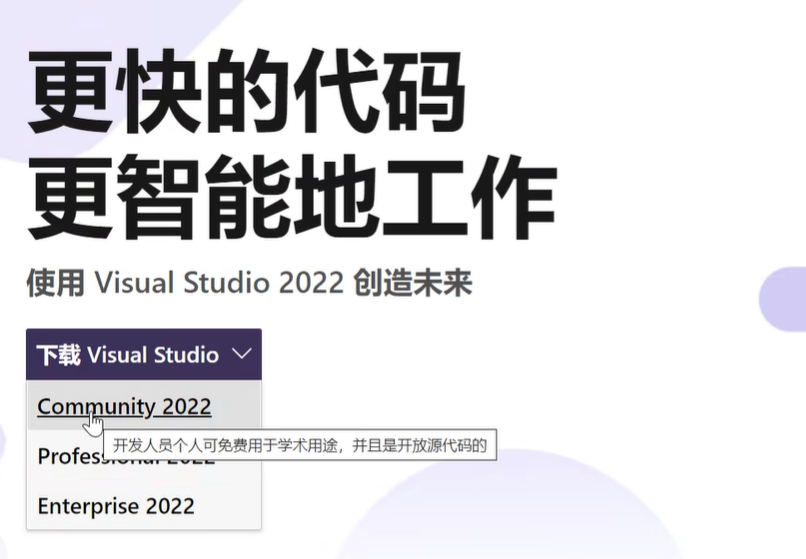 更快的代码
更智能地工作
使用 Visual Studio 2022 创造未来
下载 Visual Studio
Community 2022
开发人员个人可免费用于学术用途，并且是开放源代码的
Professional 2022
Enterprise 2022